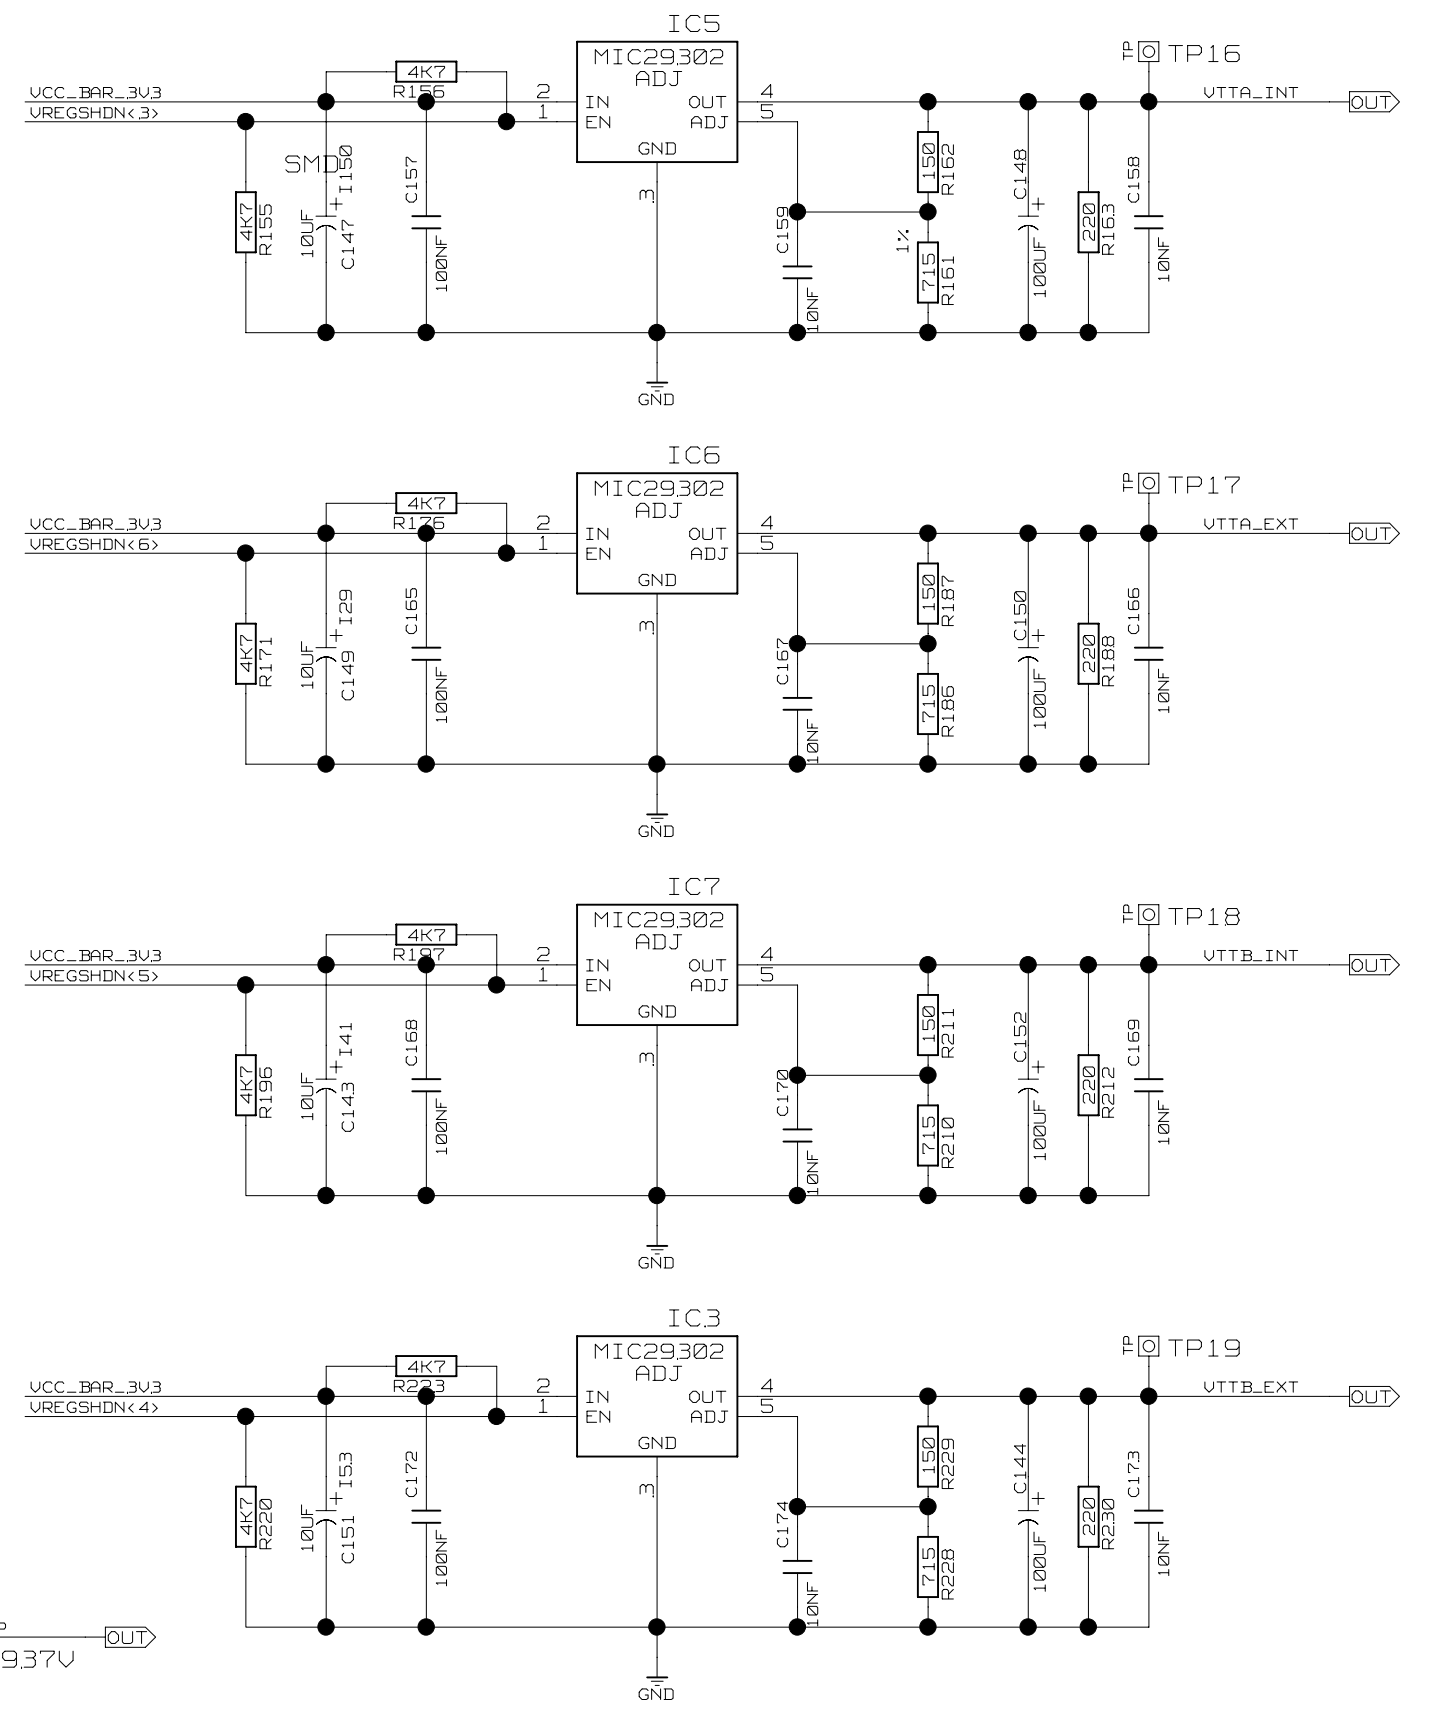 IC5
MIC29302
ADJ
TP
TP16
4K7
R156
VCC_BAR_3V3
VREGSHDN<3>
2
1
IN
EN
OUT
ADJ
GND
4
5
3
VTTA_INT
OUT
SMD
4K7
R155
10UF
+
I150
C147
C157
100NF
C159
10NF
150
R162
1%
715
R161
C148
+
100UF
220
R163
C158
10NF
GND
IC6
MIC29302
ADJ
TP
TP17
4K7
R176
VCC_BAR_3V3
VREGSHDN<6>
2
1
IN
EN
OUT
ADJ
GND
4
5
3
VTTA_EXT
OUT
4K7
R171
10UF
+
I29
C149
C165
100NF
C167
10NF
150
R187
715
R186
C150
+
100UF
220
R188
C166
10NF
GND
IC7
MIC29302
ADJ
TP
TP18
4K7
R197
VCC_BAR_3V3
VREGSHDN<5>
2
1
IN
EN
OUT
ADJ
GND
4
5
3
VTTB_INT
OUT
4K7
R196
10UF
+
I41
C143
C168
100NF
C170
10NF
150
R211
715
R210
C152
+
100UF
220
R212
C169
10NF
GND
IC3
MIC29302
ADJ
TP
TP19
4K7
R223
VCC_BAR_3V3
VREGSHDN<4>
2
1
IN
EN
OUT
ADJ
GND
4
5
3
VTTB_EXT
OUT
4K7
R220
10UF
+
I53
C151
C172
100NF
C174
10NF
150
R229
715
R228
C144
+
100UF
220
R230
C173
10NF
GND
OUT
9.37V